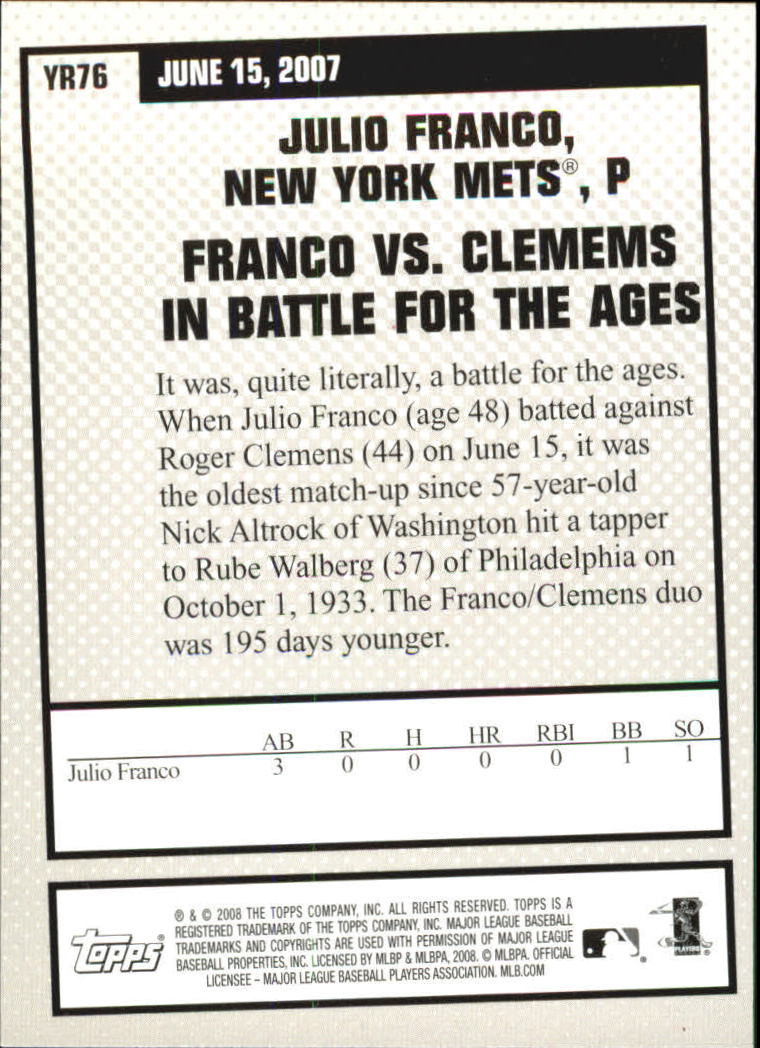 YR76 JUNE 15, 2007
JULIO FRANCO,
NEW YORK METS®, P
FRANCO VS. CLEMEMS
IN BATTLE FOR THE AGES
It was, quite literally, a battle for the ages.
When Julio Franco (age 48) batted against
Roger Clemens (44) on June 15, it was
the oldest match-up since 57-year-old
Nick Altrock of Washington hit a tapper
to Rube Walberg (37) of Philadelphia on
October 1, 1933. The Franco/Clemens duo
was 195 days younger.
AB R H HR RBI BB SO
Julio Franco 3 0 0 0 0 1 1
® & © 2008 THE TOPPS COMPANY, INC. ALL RIGHTS RESERVED. TOPPS IS A
REGISTERED TRADEMARK OF THE TOPPS COMPANY, INC. MAJOR LEAGUE BASEBALL
TRADEMARKS AND COPYRIGHTS ARE USED WITH PERMISSION OF MAJOR LEAGUE
BASEBALL PROPERTIES, INC. LICENSED BY MLBP & MLBPA, 2008. © MLBPA. OFFICIAL
LICENSEE – MAJOR LEAGUE BASEBALL PLAYERS ASSOCIATION. MLB.COM
Topps®
PLAYERS